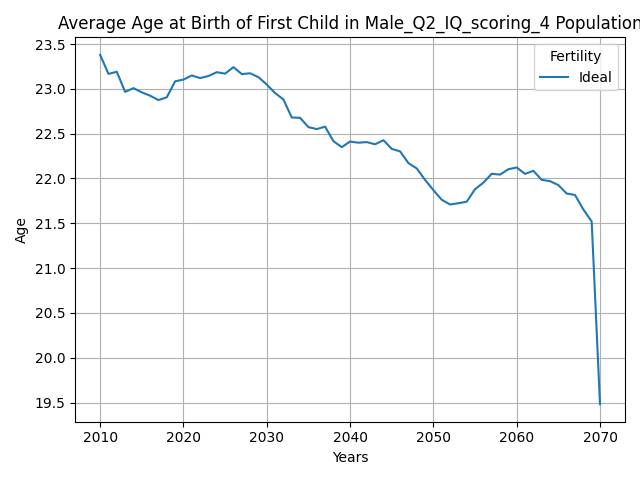 Average Age at Birth of First Child in Male_Q2_IQ_scoring_4 Population
Fertility
Ideal
Age
23.5
23.0
22.5
22.0
21.5
21.0
20.5
20.0
19.5
2010 2020 2030 2040 2050 2060 2070
Years